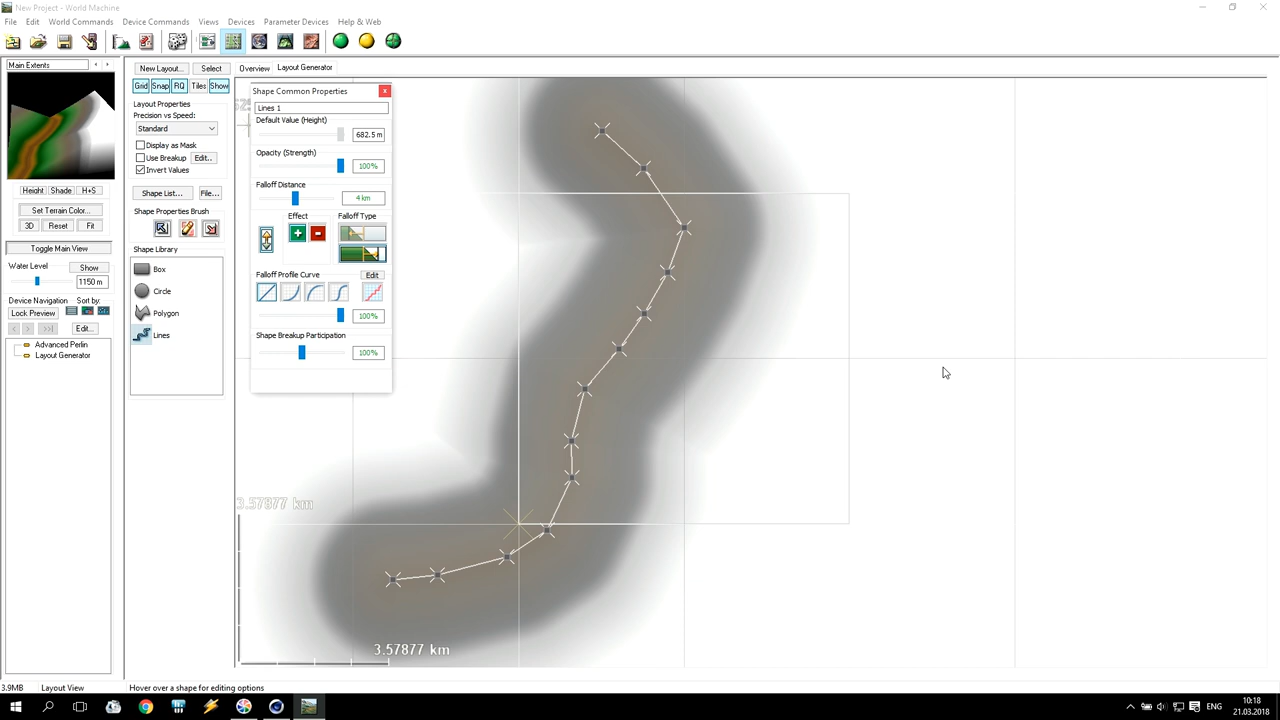 New Project - World Machine
File Edit World Commands Device Commands Views Devices Parameter Devices Help & Web
Main Extents
New Layout... Select
Overview Layout Generator
Grid Snap RQ Tiles Show
Layout Properties
Precision vs Speed:
Standard
Display as Mask
Use Breakup Edit..
Invert Values
Height Shade H+S
Shape List... File...
Set Terrain Color...
Shape Properties Brush
3D Reset Fit
Toggle Main View
Shape Library
Water Level Show
1150 m
Box
Circle
Polygon
Lines
Device Navigation Sort by:
Lock Preview
Edit...
Advanced Perlin
Layout Generator
Shape Common Properties
x
Lines 1
Default Value (Height)
682.5 m
Opacity (Strength)
100%
Falloff Distance
4 km
Effect Falloff Type
Falloff Profile Curve Edit
100%
Shape Breakup Participation
100%
3.57877 km
3.57877 km
3.9MB Layout View Hover over a shape for editing options
ENG
10:18
21.03.2018